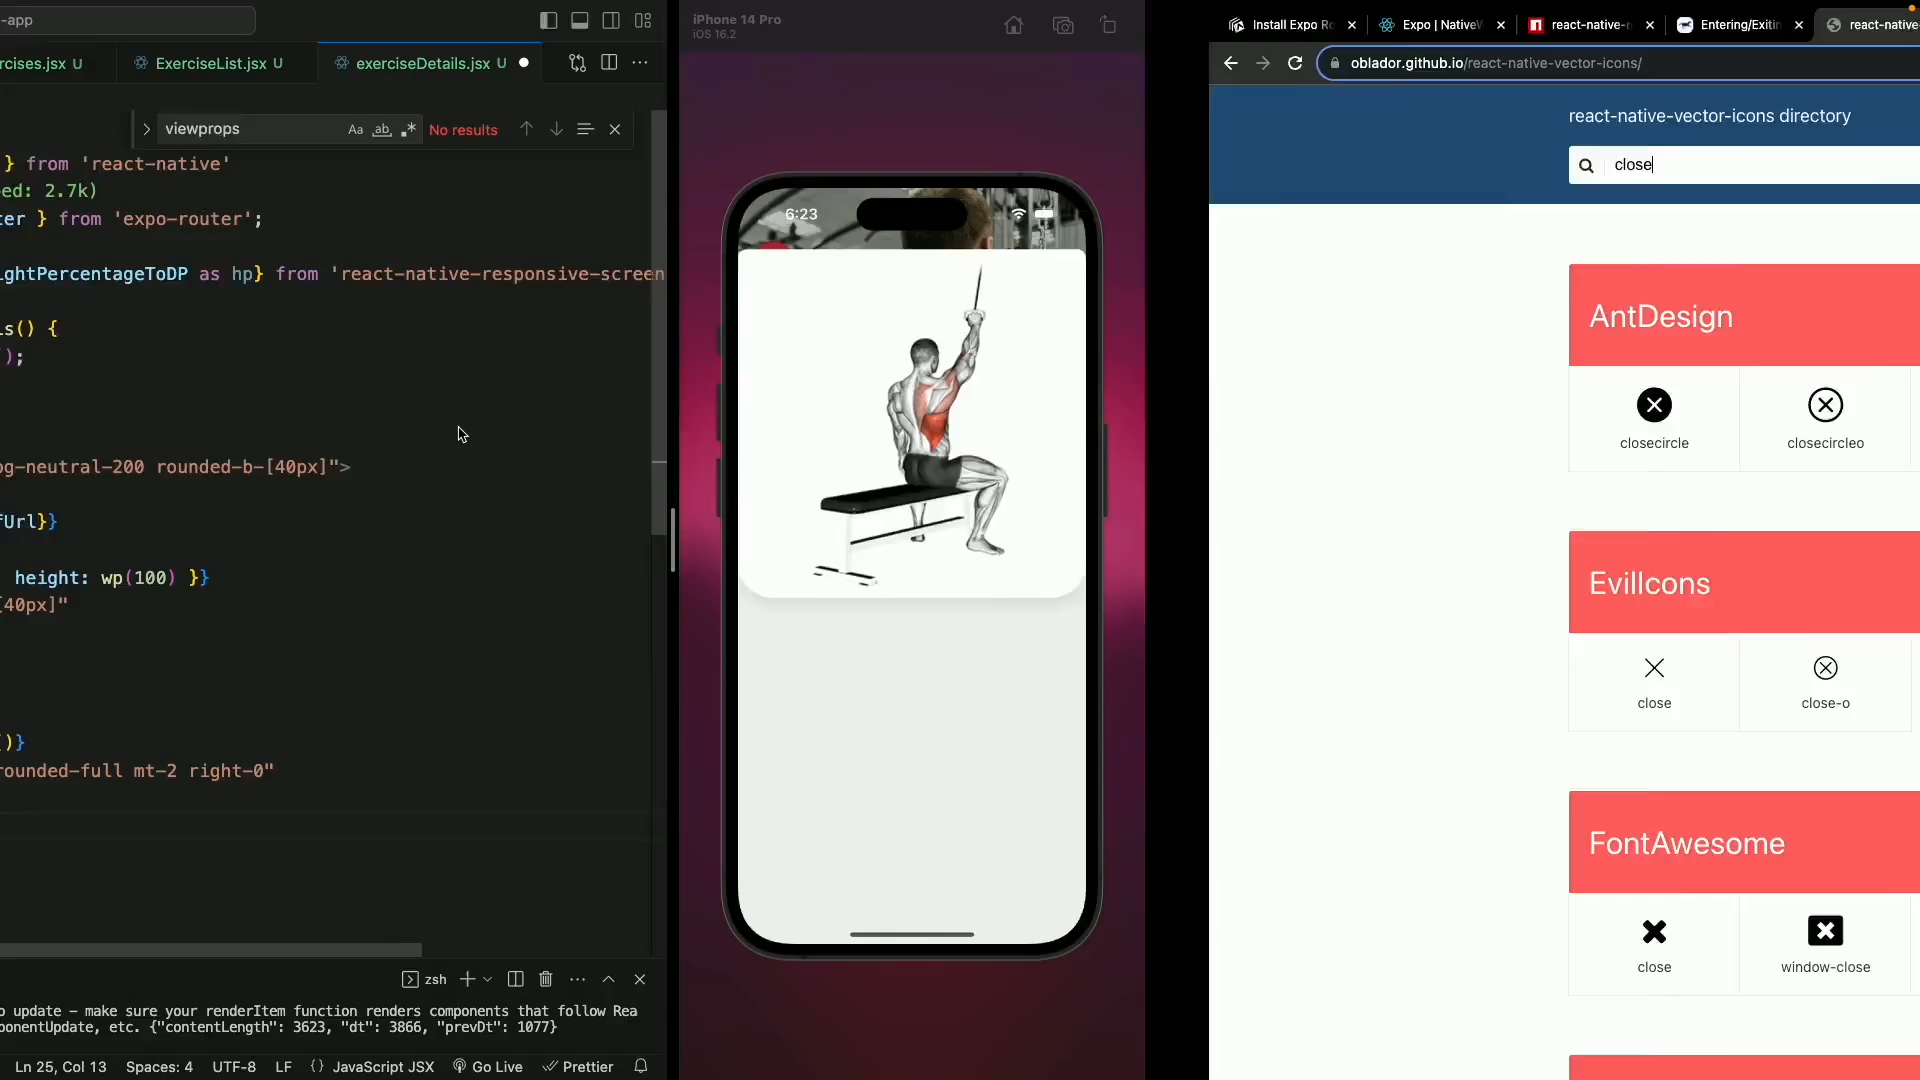 -app
rcises.jsx U
ExerciseList.jsx U
exerciseDetails.jsx U
viewprops
Aa
ab
No results
} from 'react-native'
ed: 2.7k)
ter } from 'expo-router';
ightPercentageToDP as hp} from 'react-native-responsive-screen
ls() {
);
bg-neutral-200 rounded-b-[40px]">
fUrl}}
height: wp(100) }}
[40px]"
)}
rounded-full mt-2 right-0"
zsh
o update - make sure your renderItem function renders components that follow Rea
ponentUpdate, etc. {"contentLength": 3623, "dt": 3866, "prevDt": 1077}
Ln 25, Col 13
Spaces: 4
UTF-8
LF
{} JavaScript JSX
Go Live
Prettier
iPhone 14 Pro
iOS 16.2
6:23
Install Expo Ro
Expo | NativeW
react-native-r
Entering/Exitin
react-native
oblador.github.io/react-native-vector-icons/
react-native-vector-icons directory
close
AntDesign
closecircle
closecircleo
EvilIcons
close
close-o
FontAwesome
close
window-close